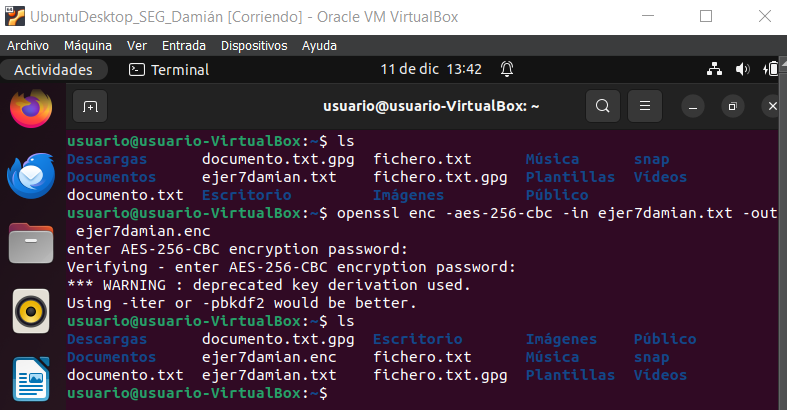 UbuntuDesktop_SEG_Damián [Corriendo] - Oracle VM VirtualBox
Archivo Máquina Ver Entrada Dispositivos Ayuda
Actividades Terminal 11 de dic 13:42
usuario@usuario-VirtualBox: ~
usuario@usuario-VirtualBox:~$ ls
Descargas documento.txt.gpg fichero.txt Música snap
Documentos ejer7damian.txt fichero.txt.gpg Plantillas Vídeos
documento.txt Escritorio Imágenes Público
usuario@usuario-VirtualBox:~$ openssl enc -aes-256-cbc -in ejer7damian.txt -out
ejer7damian.enc
enter AES-256-CBC encryption password:
Verifying - enter AES-256-CBC encryption password:
*** WARNING : deprecated key derivation used.
Using -iter or -pbkdf2 would be better.
usuario@usuario-VirtualBox:~$ ls
Descargas documento.txt.gpg Escritorio Imágenes Público
Documentos ejer7damian.enc fichero.txt Música snap
documento.txt ejer7damian.txt fichero.txt.gpg Plantillas Vídeos
usuario@usuario-VirtualBox:~$